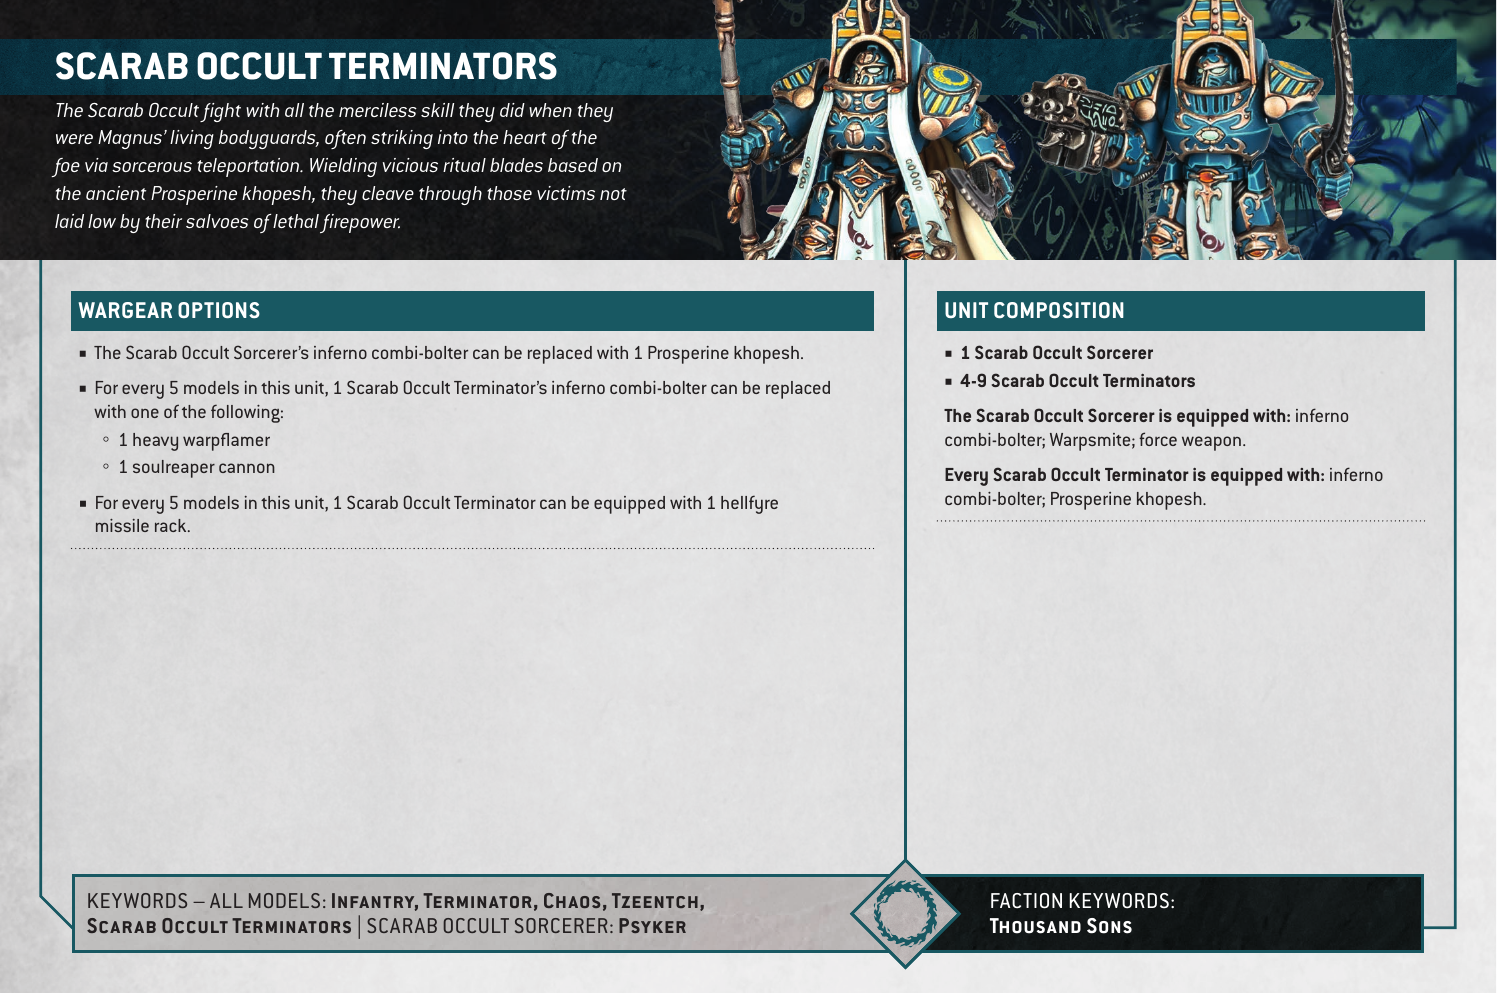 SCARAB OCCULT TERMINATORS
The Scarab Occult fight with all the merciless skill they did when they
were Magnus’ living bodyguards, often striking into the heart of the
foe via sorcerous teleportation. Wielding vicious ritual blades based on
the ancient Prosperine khopesh, they cleave through those victims not
laid low by their salvoes of lethal firepower.
WARGEAR OPTIONS
■ The Scarab Occult Sorcerer’s inferno combi-bolter can be replaced with 1 Prosperine khopesh.
■ For every 5 models in this unit, 1 Scarab Occult Terminator’s inferno combi-bolter can be replaced
with one of the following:
◦ 1 heavy warpflamer
◦ 1 soulreaper cannon
■ For every 5 models in this unit, 1 Scarab Occult Terminator can be equipped with 1 hellfyre
missile rack.
UNIT COMPOSITION
■ 1 Scarab Occult Sorcerer
■ 4-9 Scarab Occult Terminators
The Scarab Occult Sorcerer is equipped with: inferno
combi-bolter; Warpsmite; force weapon.
Every Scarab Occult Terminator is equipped with: inferno
combi-bolter; Prosperine khopesh.
KEYWORDS – ALL MODELS: Infantry, Terminator, Chaos, Tzeentch,
Scarab Occult Terminators | SCARAB OCCULT SORCERER: Psyker
FACTION KEYWORDS:
Thousand Sons